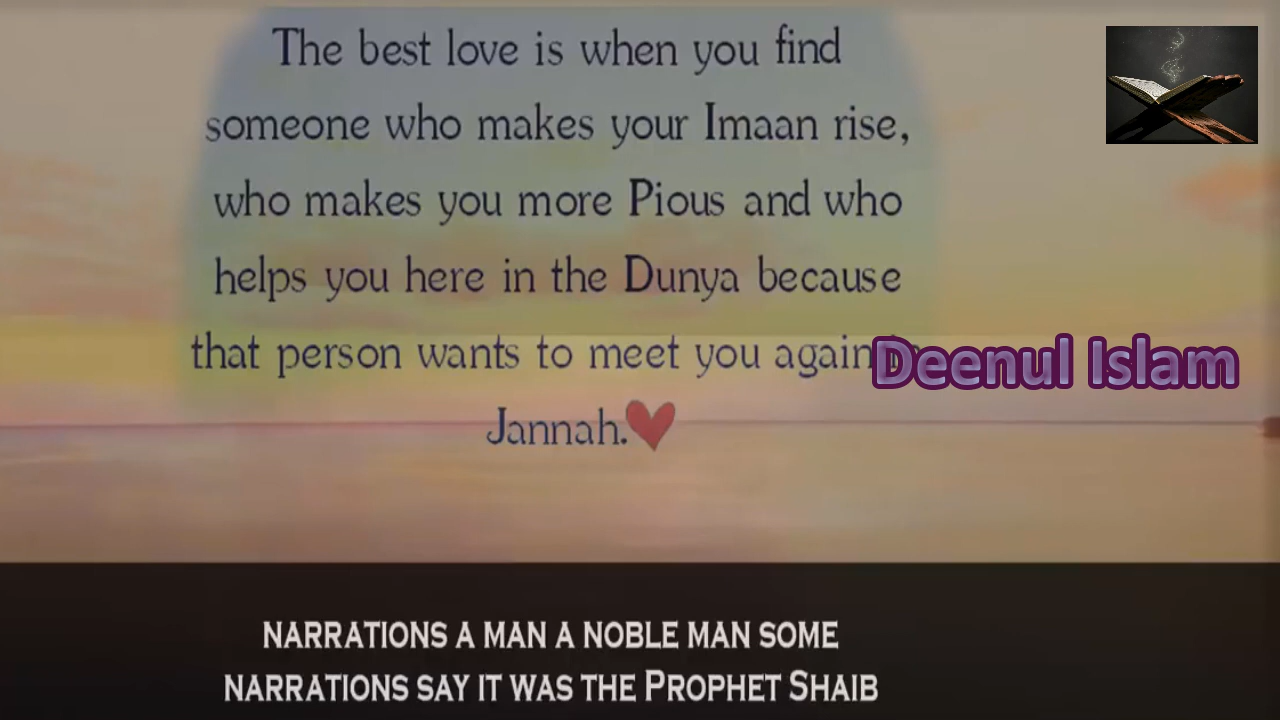 The best love is when you find
someone who makes your Imaan rise,
who makes you more Pious and who
helps you here in the Dunya because
that person wants to meet you again
Jannah.
Deenul Islam
NARRATIONS A MAN A NOBLE MAN SOME
NARRATIONS SAY IT WAS THE PROPHET SHAIB